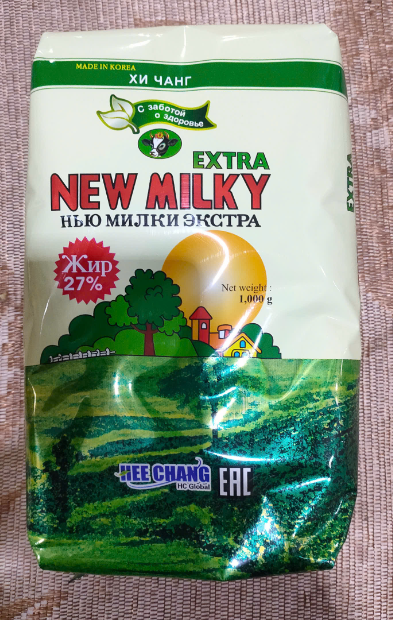 MADE IN KOREA
ХИ ЧАНГ
С заботой
о здоровье
EXTRA
NEW MILKY
НЬЮ МИЛКИ ЭКСТРА
Жир
27%
Net weight :
1,000 g
EXTRA
HEE CHANG
HC Global
EAC